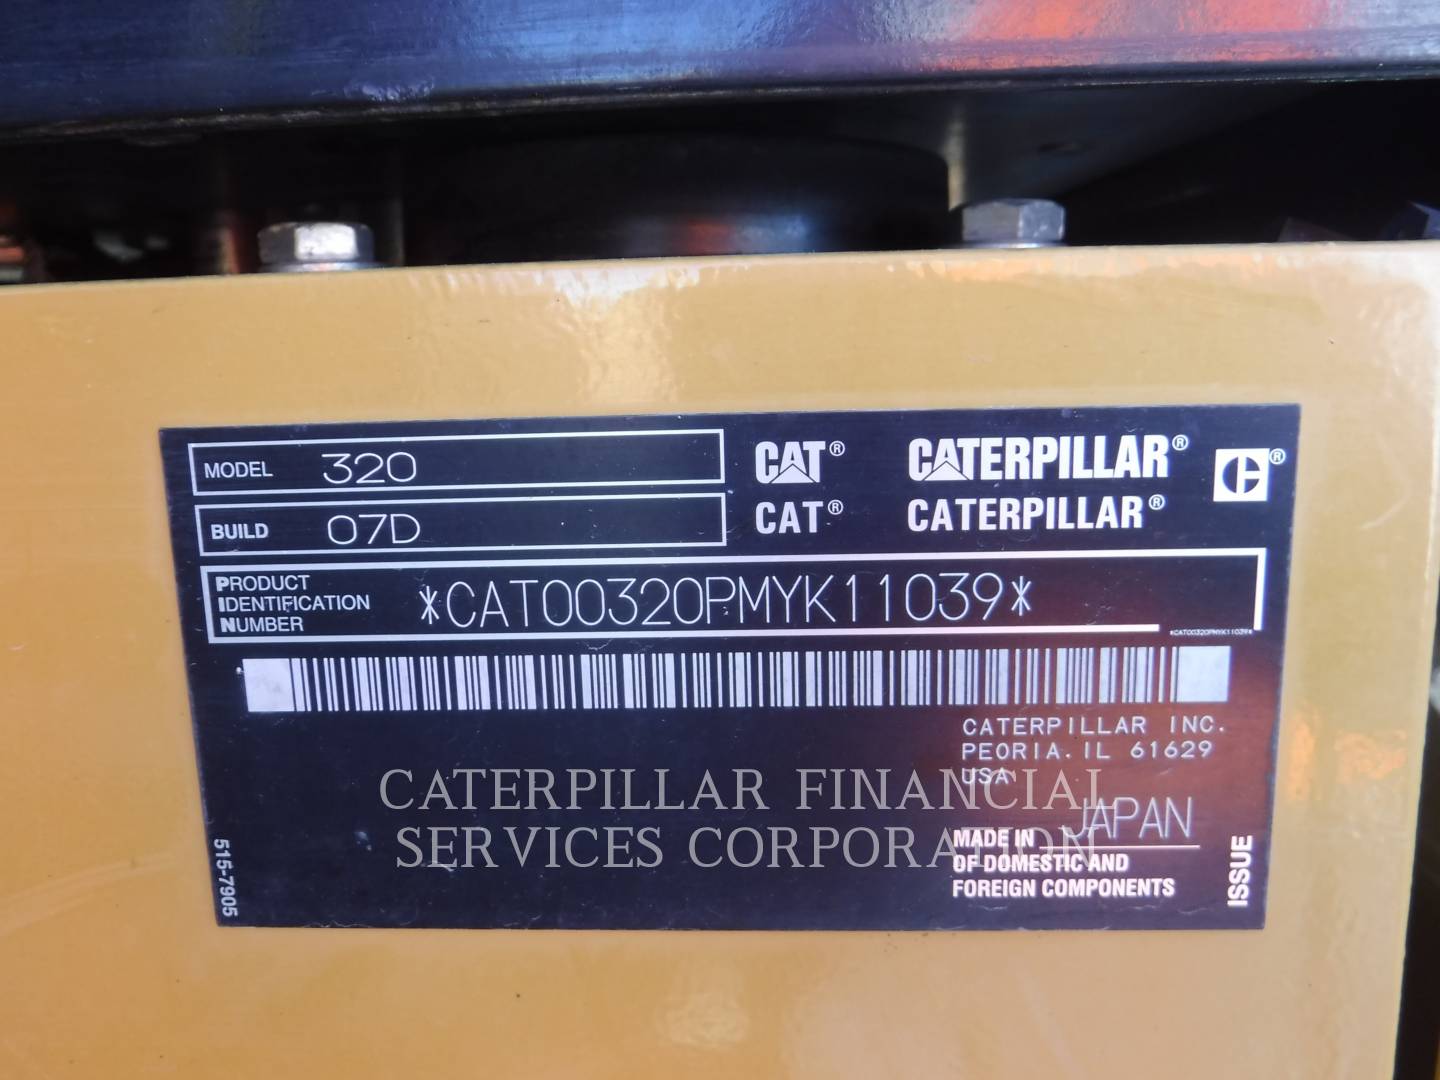 MODEL 320
CAT® CATERPILLAR®
BUILD 07D
CAT® CATERPILLAR®
PRODUCT
IDENTIFICATION
NUMBER
*CAT00320PMYK11039*
*CAT00320PMYK11039*
CATERPILLAR INC.
PEORIA. IL 61629
USA
MADE IN JAPAN
OF DOMESTIC AND
FOREIGN COMPONENTS
515-7905
ISSUE
CATERPILLAR FINANCIAL
SERVICES CORPORATION